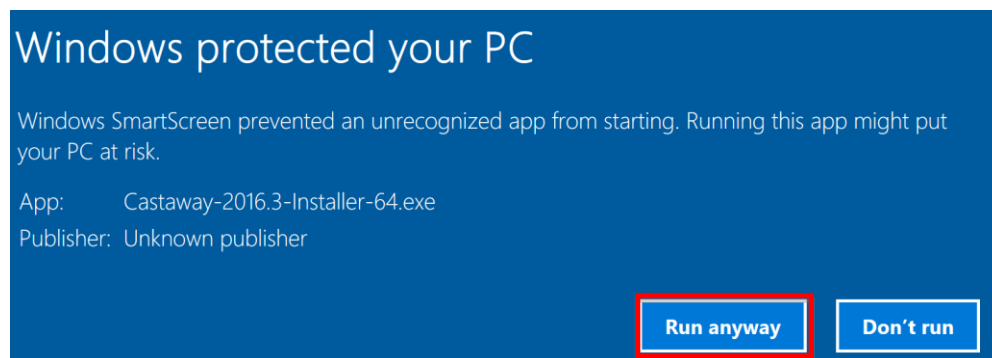 Windows protected your PC
Windows SmartScreen prevented an unrecognized app from starting. Running this app might put
your PC at risk.
App: Castaway-2016.3-Installer-64.exe
Publisher: Unknown publisher
Run anyway Don't run